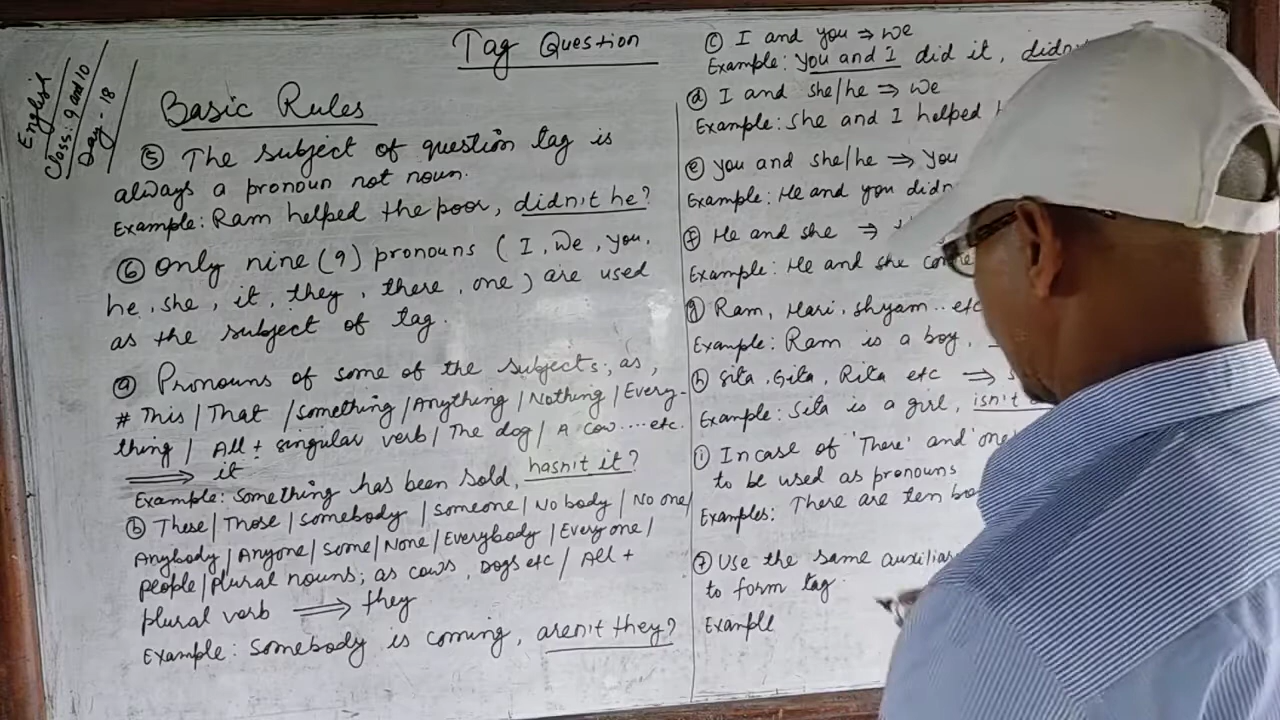 Tag Question
English
Class: 9 and 10
Day - 18
Basic Rules
⑤ The subject of question tag is
always a pronoun not noun.
Example: Ram helped the poor, didn't he?
⑥ Only nine (9) pronouns (I, we, you,
he, she, it, they, there, one) are used
as the subject of tag.
ⓐ Pronouns of some of the subjects; as,
# This / That / something / Anything / Nothing / Every-
thing / All + singular verb / The dog / A cow .... etc.
⟹ it
Example: Something has been sold, hasn't it?
ⓑ These / Those / somebody / someone / No body / No one /
Anybody / Anyone / some / None / Everybody / Every one /
people / plural nouns; as cows, Dogs etc / All +
plural verb ⟹ they
Example: Somebody is coming, aren't they?
ⓒ I and you ⇒ we
Example: You and I did it, didn
ⓓ I and she/he ⇒ we
Example: She and I helped
ⓔ you and she/he ⇒ you
Example: He and you didn
ⓕ He and she ⇒
Example: He and she
ⓖ Ram, Hari, shyam .. etc
Example: Ram is a boy,
ⓗ Sita, Gita, Rita etc ⇒
Example: Sita is a girl, isn't
ⓘ In case of 'There' and 'one'
to be used as pronouns
Examples: There are ten
⑦ Use the same
to form tag.
Example